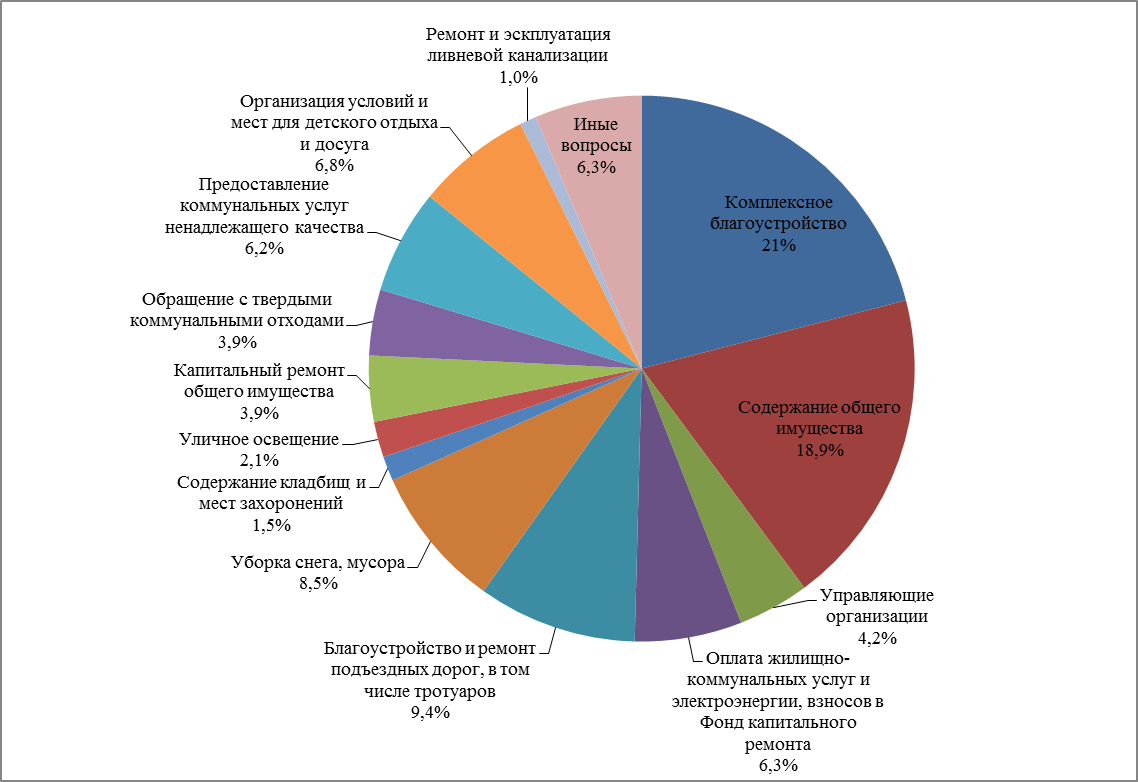 Ремонт и эксплуатация
ливневой канализации
1,0%
Иные
вопросы
6,3%
Комплексное
благоустройство
21%
Содержание общего
имущества
18,9%
Управляющие
организации
4,2%
Оплата жилищно-
коммунальных услуг и
электроэнергии, взносов в
Фонд капитального
ремонта
6,3%
Благоустройство и ремонт
подъездных дорог, в том
числе тротуаров
9,4%
Уборка снега, мусора
8,5%
Содержание кладбищ и
мест захоронений
1,5%
Уличное освещение
2,1%
Капитальный ремонт
общего имущества
3,9%
Обращение с твердыми
коммунальными отходами
3,9%
Предоставление
коммунальных услуг
ненадлежащего качества
6,2%
Организация условий и
мест для детского отдыха
и досуга
6,8%